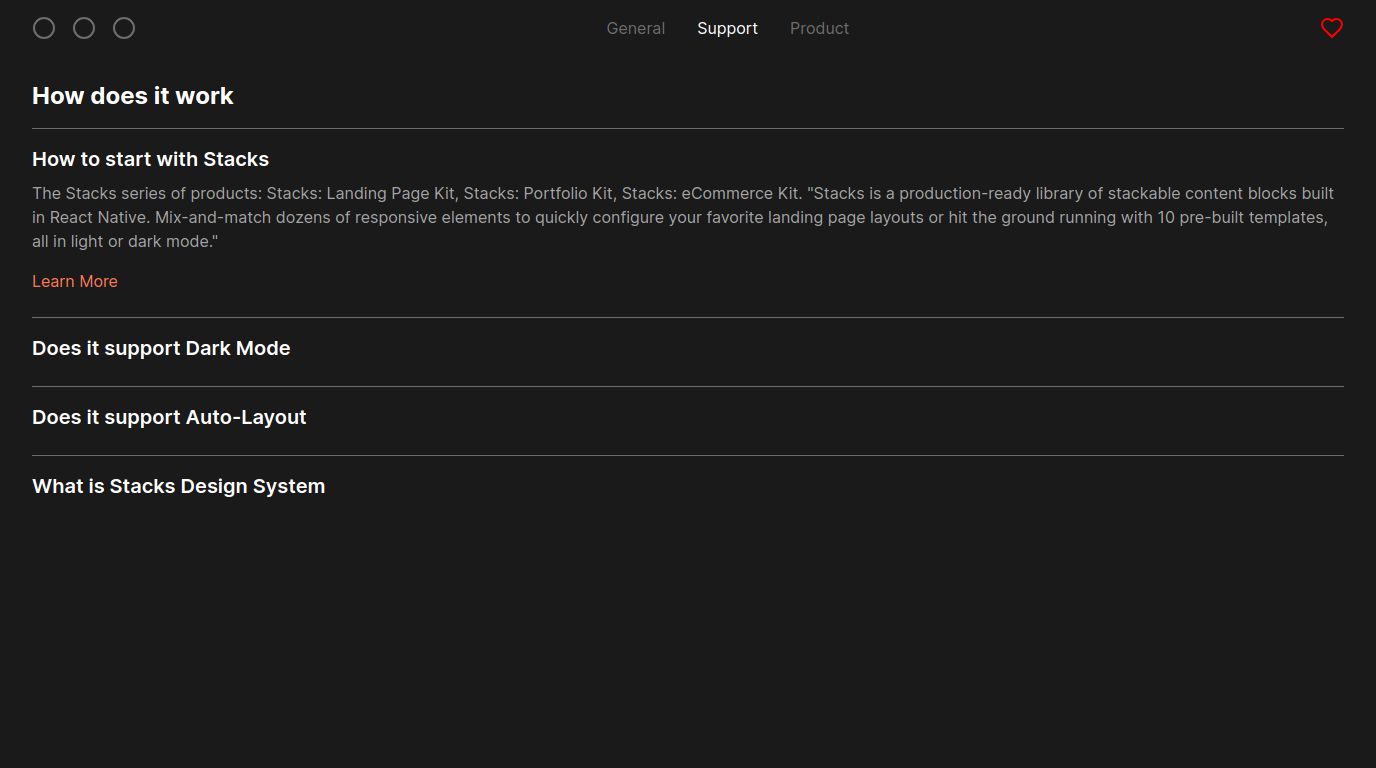 General Support Product
How does it work
How to start with Stacks
The Stacks series of products: Stacks: Landing Page Kit, Stacks: Portfolio Kit, Stacks: eCommerce Kit. "Stacks is a production-ready library of stackable content blocks built
in React Native. Mix-and-match dozens of responsive elements to quickly configure your favorite landing page layouts or hit the ground running with 10 pre-built templates,
all in light or dark mode."
Learn More
Does it support Dark Mode
Does it support Auto-Layout
What is Stacks Design System